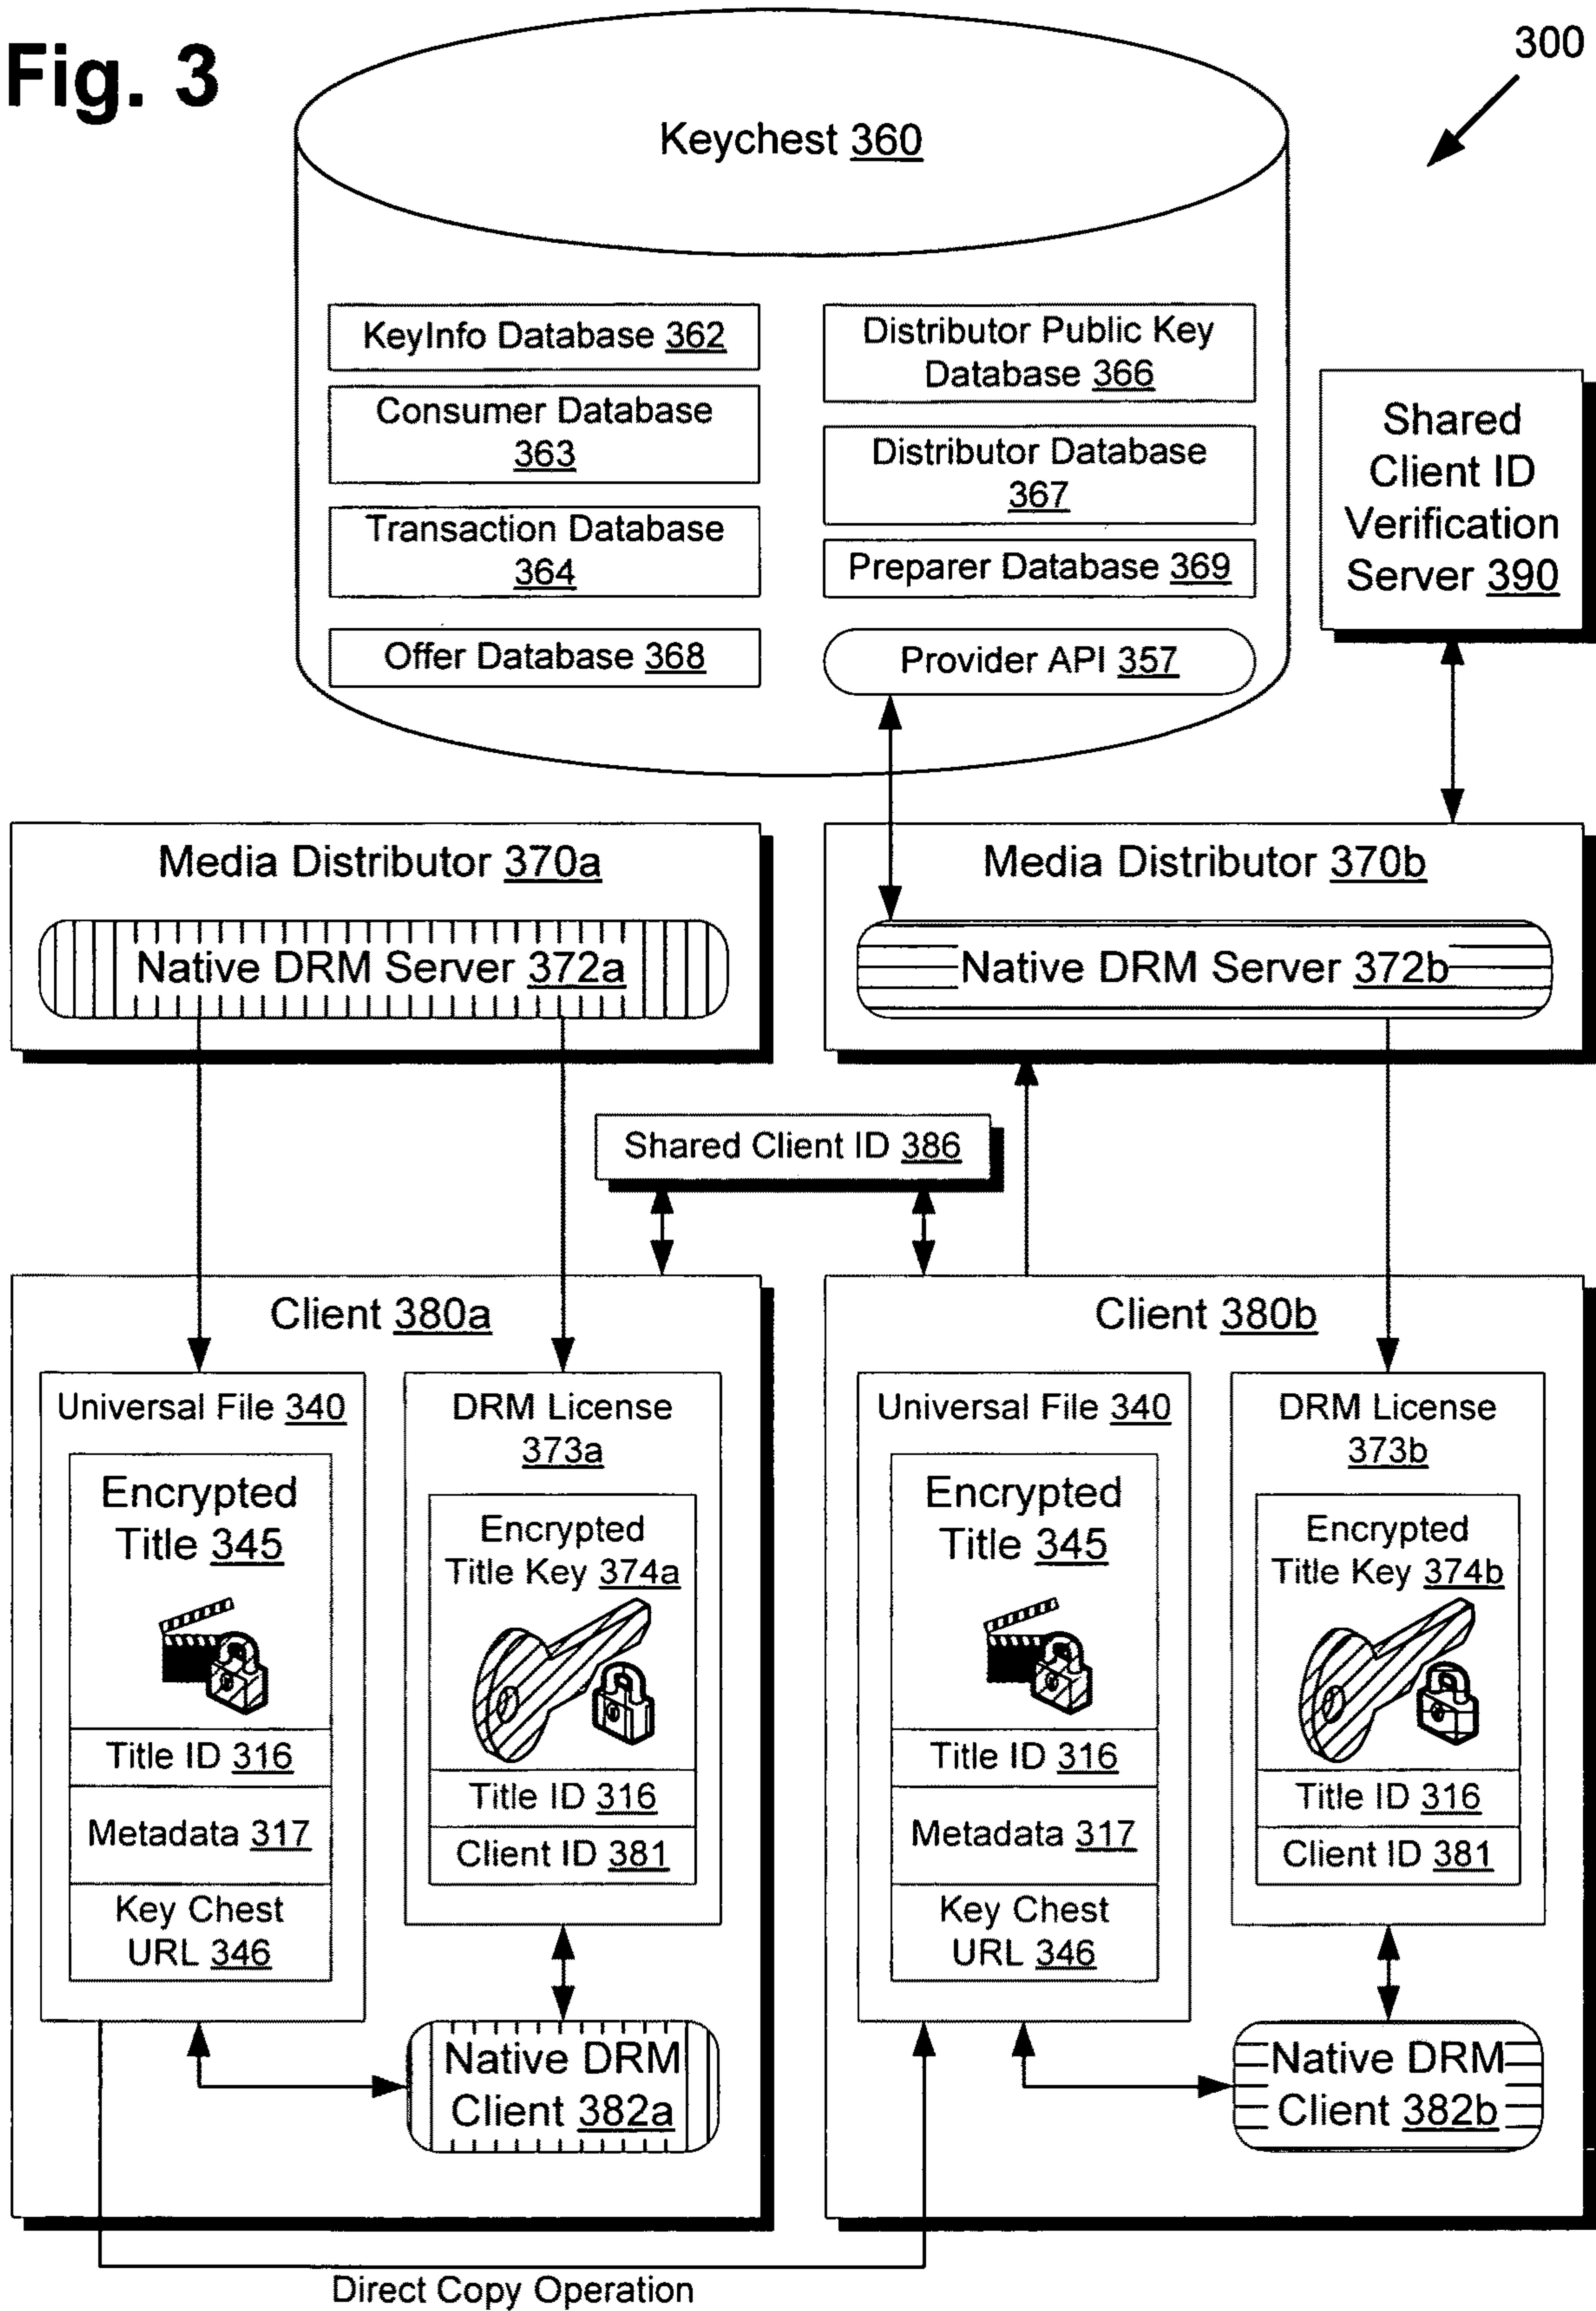 Fig. 3
300
Keychest 360
KeyInfo Database 362
Consumer Database
363
Transaction Database
364
Offer Database 368
Distributor Public Key
Database 366
Distributor Database
367
Preparer Database 369
Provider API 357
Shared
Client ID
Verification
Server 390
Media Distributor 370a
Native DRM Server 372a
Media Distributor 370b
Native DRM Server 372b
Shared Client ID 386
Client 380a
Universal File 340
Encrypted
Title 345
Title ID 316
Metadata 317
Key Chest
URL 346
DRM License
373a
Encrypted
Title Key 374a
Title ID 316
Client ID 381
Native DRM
Client 382a
Client 380b
Universal File 340
Encrypted
Title 345
Title ID 316
Metadata 317
Key Chest
URL 346
DRM License
373b
Encrypted
Title Key 374b
Title ID 316
Client ID 381
Native DRM
Client 382b
Direct Copy Operation